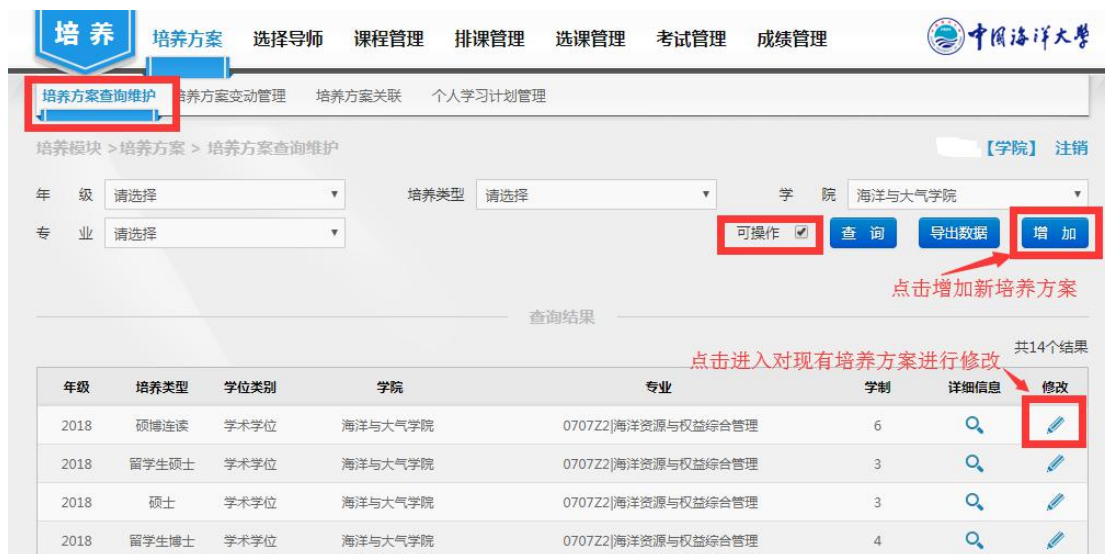 培养 培养方案 选择导师 课程管理 排课管理 选课管理 考试管理 成绩管理 中国海洋大学
培养方案查询维护 培养方案变动管理 培养方案关联 个人学习计划管理
培养模块 >培养方案 > 培养方案查询维护 【学院】 注销
年 级 请选择 培养类型 请选择 学 院 海洋与大气学院
专 业 请选择 可操作 查 询 导出数据 增 加
点击增加新培养方案
查询结果
共14个结果
点击进入对现有培养方案进行修改
年级 培养类型 学位类别 学院 专业 学制 详细信息 修改
2018 硕博连读 学术学位 海洋与大气学院 0707Z2|海洋资源与权益综合管理 6
2018 留学生硕士 学术学位 海洋与大气学院 0707Z2|海洋资源与权益综合管理 3
2018 硕士 学术学位 海洋与大气学院 0707Z2|海洋资源与权益综合管理 3
2018 留学生博士 学术学位 海洋与大气学院 0707Z2|海洋资源与权益综合管理 4